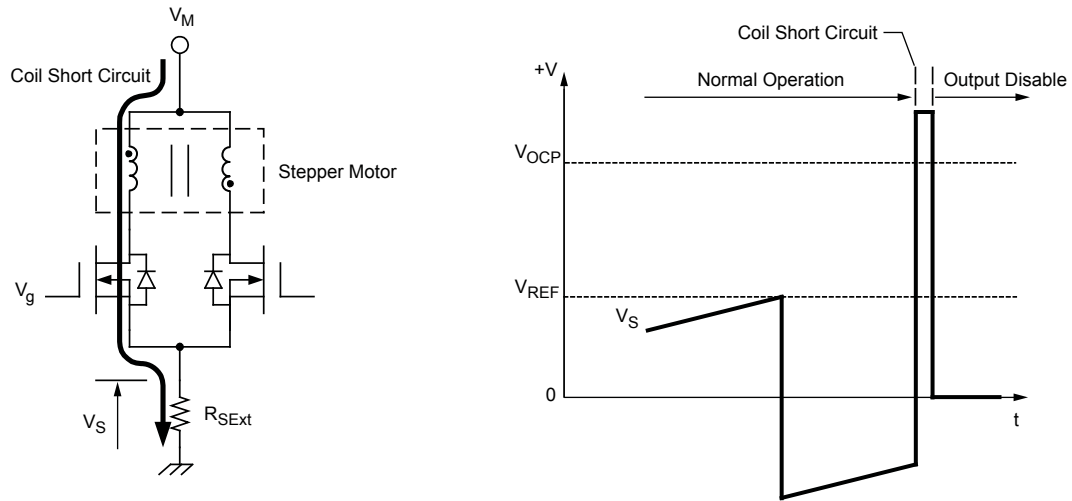 V_M
Coil Short Circuit
Stepper Motor
V_g
V_S
R_SExt
Coil Short Circuit
+V
Normal Operation
Output Disable
V_OCP
V_REF
V_S
0
t